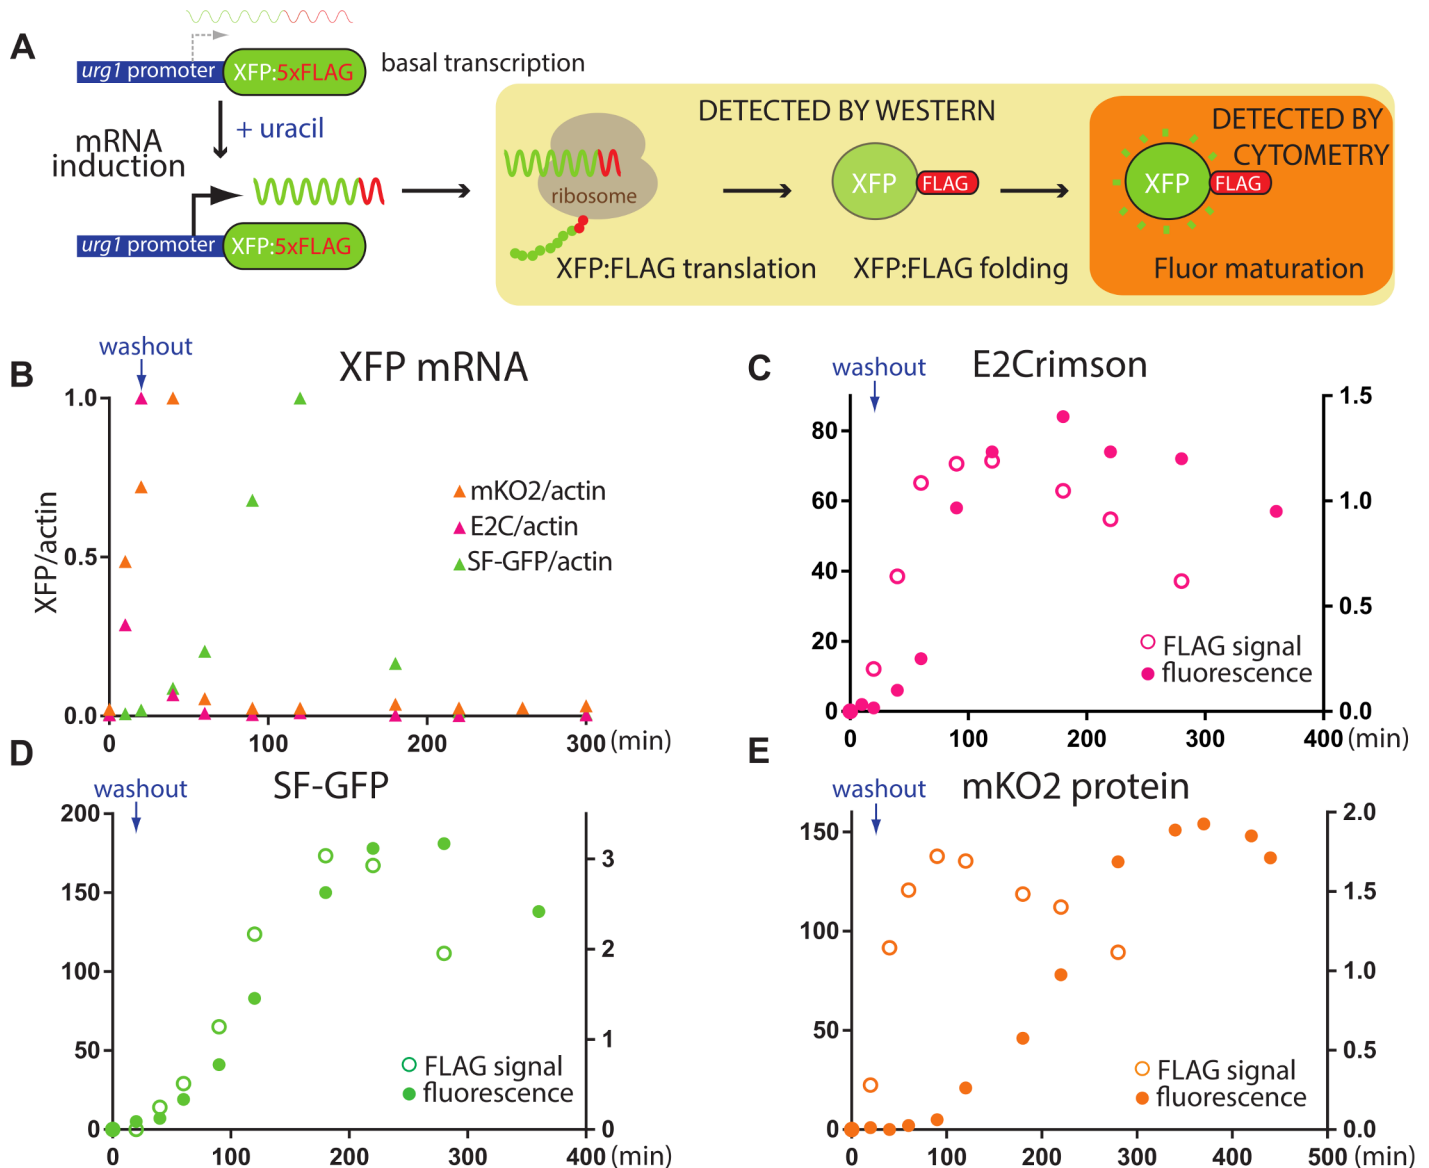 A
urg1 promoter XFP:5xFLAG
basal transcription
+ uracil
mRNA
induction
urg1 promoter XFP:5xFLAG
DETECTED BY WESTERN
ribosome
XFP:FLAG translation
XFP FLAG
XFP:FLAG folding
DETECTED BY
CYTOMETRY
XFP FLAG
Fluor maturation
B
washout
XFP mRNA
XFP/actin
1.0
0.5
0.0
mKO2/actin
E2C/actin
SF-GFP/actin
0 100 200 300 (min)
C
washout
E2Crimson
80
60
40
20
0
1.5
1.0
0.5
0.0
FLAG signal
fluorescence
0 100 200 300 400 (min)
D
washout
SF-GFP
200
150
100
50
0
3
2
1
0
FLAG signal
fluorescence
0 100 200 300 400 (min)
E
washout
mKO2 protein
150
100
50
0
2.0
1.5
1.0
0.5
0.0
FLAG signal
fluorescence
0 100 200 300 400 500 (min)